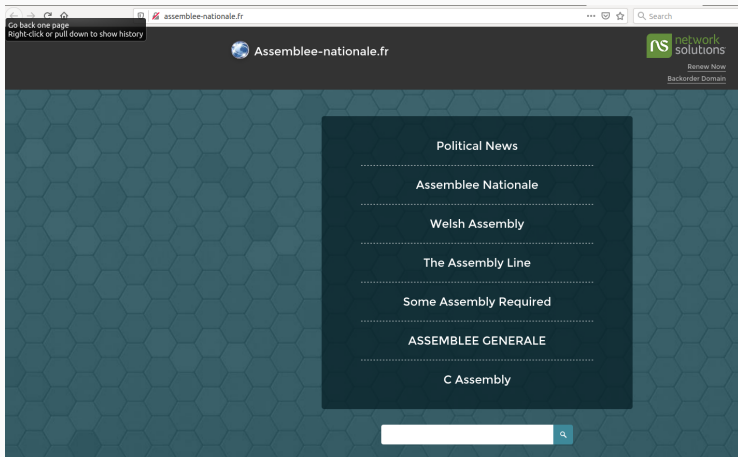 assemblee-nationale.fr
Search
Go back one page
Right-click or pull down to show history
Assemblee-nationale.fr
ns network
solutions
Renew Now
Backorder Domain
Political News
Assemblee Nationale
Welsh Assembly
The Assembly Line
Some Assembly Required
ASSEMBLEE GENERALE
C Assembly